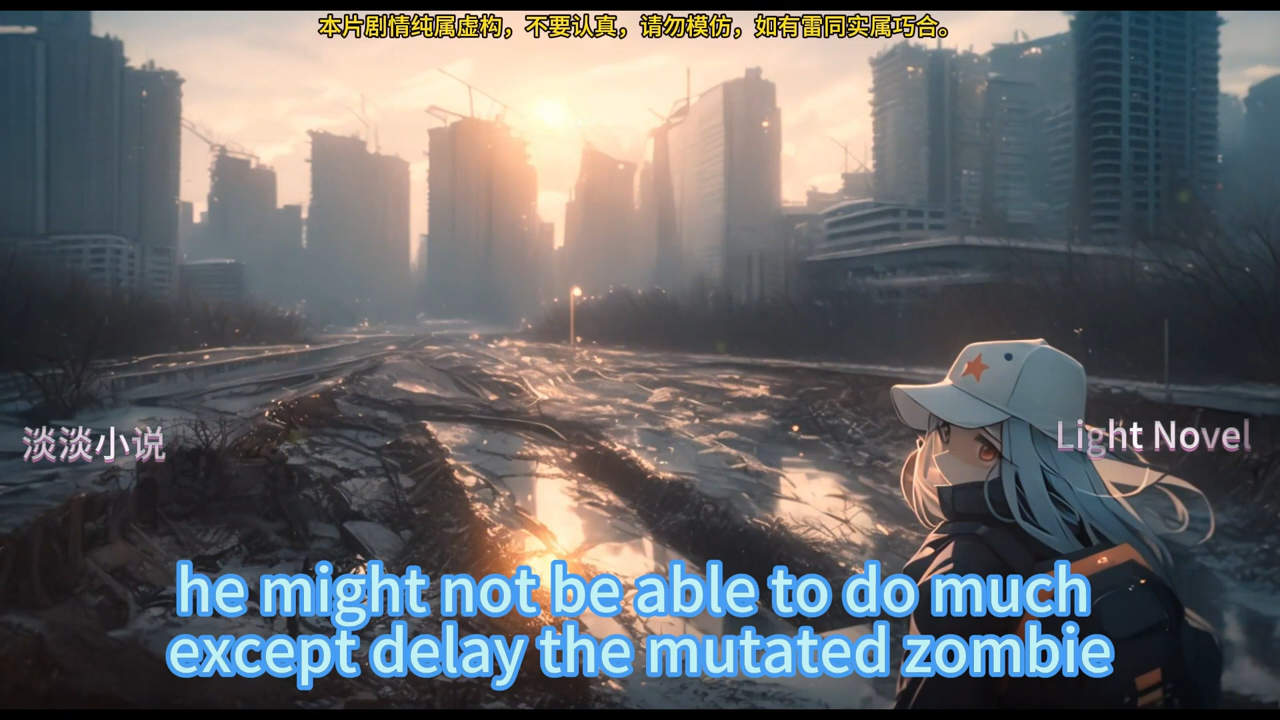 本片剧情纯属虚构，不要认真，请勿模仿，如有雷同实属巧合。
淡淡小说
Light Novel
he might not be able to do much
except delay the mutated zombie